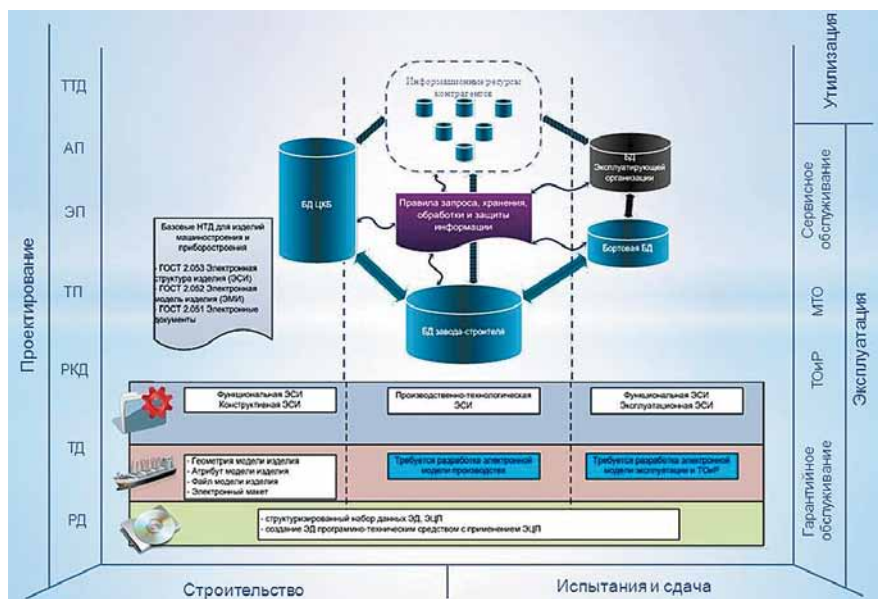 Проектирование
ТТД
АП
ЭП
ТП
РКД
ТД
РД
Информационные ресурсы
контрагентов
БД ЦКБ
Правила запроса, хранения,
обработки и защиты
информации
БД
Эксплуатирующей
организации
Бортовая БД
БД завода-строителя
Базовые НТД для изделий
машиностроения и
приборостроения
- ГОСТ 2.053 Электронная
структура изделия (ЭСИ)
- ГОСТ 2.052 Электронная
модель изделия (ЭМИ)
- ГОСТ 2.051 Электронные
документы
Функциональная ЭСИ
Конструктивная ЭСИ
Производственно-технологическая
ЭСИ
Функциональная ЭСИ
Эксплуатационная ЭСИ
- Геометрия модели изделия
- Атрибут модели изделия
- Файл модели изделия
- Электронный макет
Требуется разработка электронной
модели производства
Требуется разработка электронной
модели эксплуатации и ТОиР
- структуризированный набор данных ЭД, ЭЦП
- создание ЭД программно-техническим средством с применением ЭЦП
Утилизация
Сервисное
обслуживание
МТО
ТОиР
Гарантийное
обслуживание
Эксплуатация
Строительство
Испытания и сдача